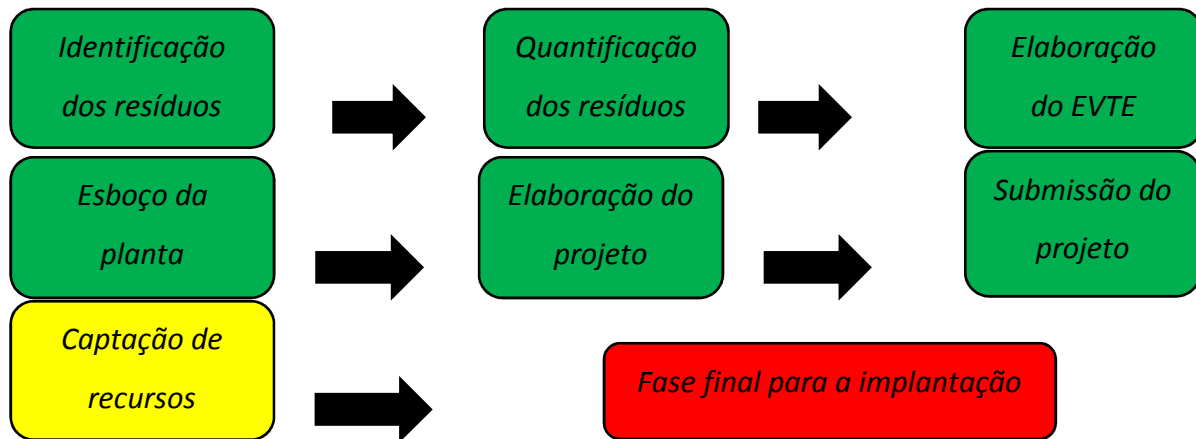 Identificação
dos resíduos
Quantificação
dos resíduos
Elaboração
do EVTE
Esboço da
planta
Elaboração do
projeto
Submissão do
projeto
Captação de
recursos
Fase final para a implantação